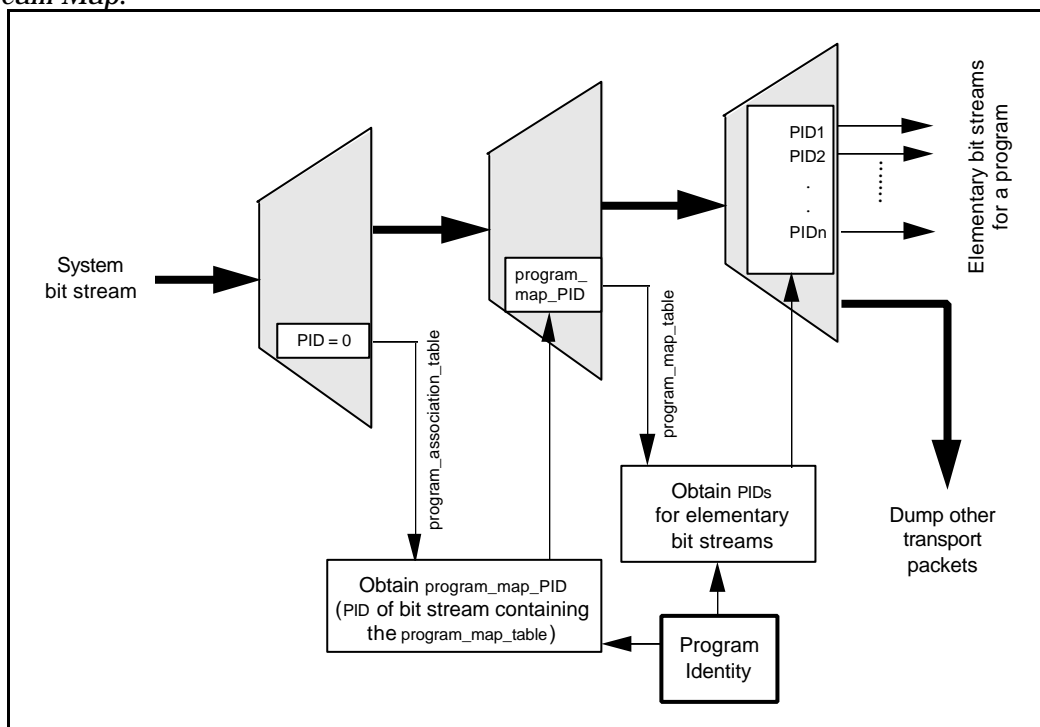 eam Map.
System
bit stream
PID = 0
program_association_table
program_
map_PID
program_map_table
PID1
PID2
.
.
PIDn
........
Elementary bit streams
for a program
Obtain PIDs
for elementary
bit streams
Dump other
transport
packets
Obtain program_map_PID
(PID of bit stream containing
the program_map_table)
Program
Identity